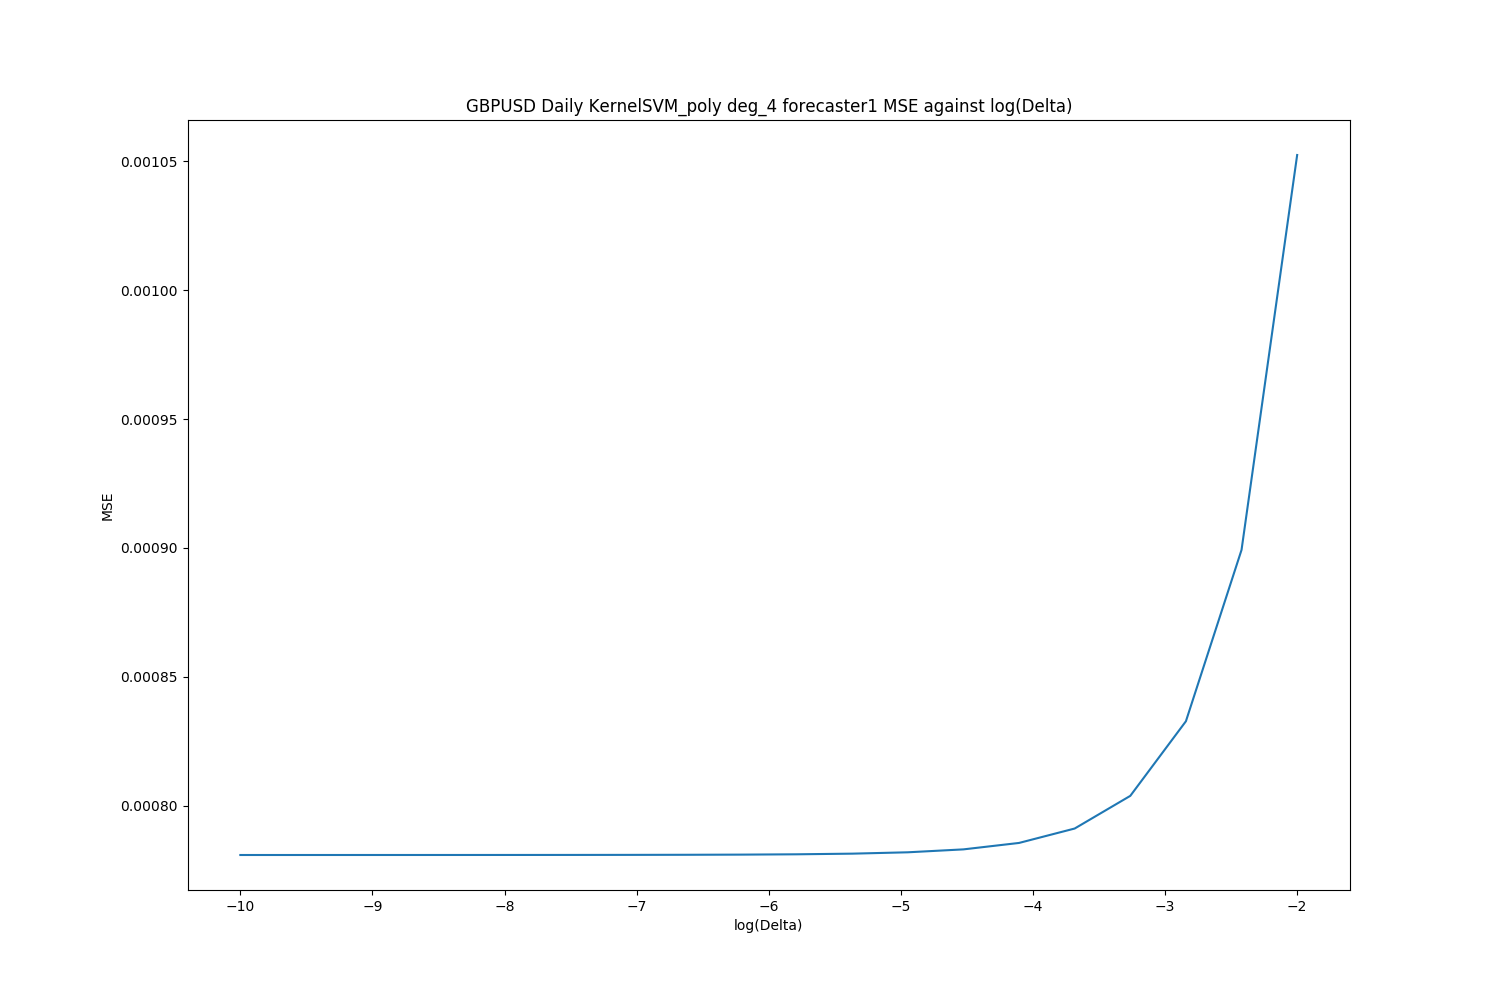 GBPUSD Daily KernelSVM_poly deg_4 forecaster1 MSE against log(Delta)
0.00105
0.00100
0.00095
0.00090
0.00085
0.00080
MSE
−10 −9 −8 −7 −6 −5 −4 −3 −2
log(Delta)